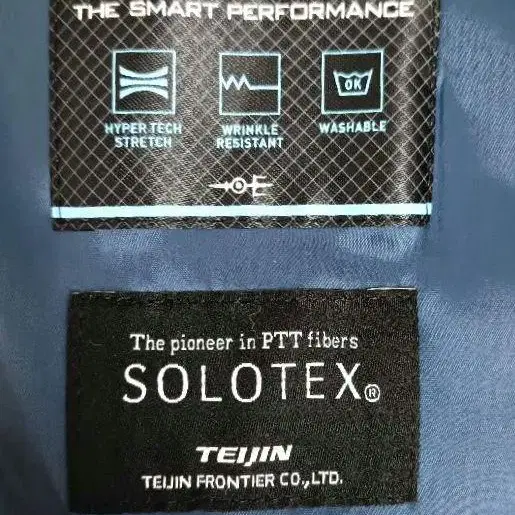 THE SMART PERFORMANCE
OK
HYPER TECH WRINKLE WASHABLE
STRETCH RESISTANT
The pioneer in PTT fibers
SOLOTEX®
TEIJIN
TEIJIN FRONTIER CO.,LTD.